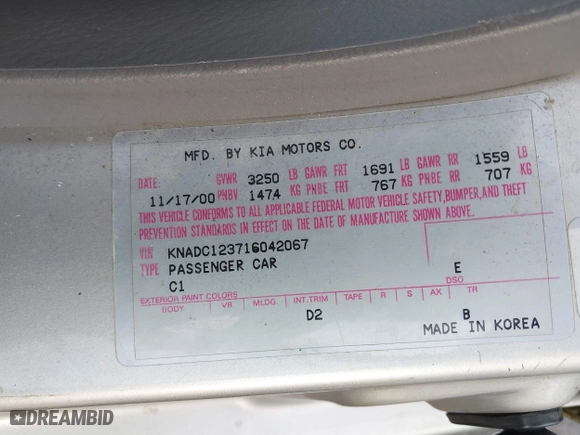 MFD. BY KIA MOTORS CO.
DATE: GVWR 3250 LB GAWR FRT 1691 LB GAWR RR 1559 LB
11/17/00 PNBV 1474 KG PNBE FRT 767 KG PNBE RR 707 KG
THIS VEHICLE CONFORMS TO ALL APPLICABLE FEDERAL MOTOR VEHICLE SAFETY, BUMPER, AND THEFT
PREVENTION STANDARDS IN EFFECT ON THE DATE OF MANUFACTURE SHOWN ABOVE.
VIN KNADC123716042067
TYPE PASSENGER CAR
C1 E
EXTERIOR PAINT COLORS DSO
BODY VR MLDG. INT.TRIM TAPE R S AX TR
D2 B
MADE IN KOREA
©DREAMBID